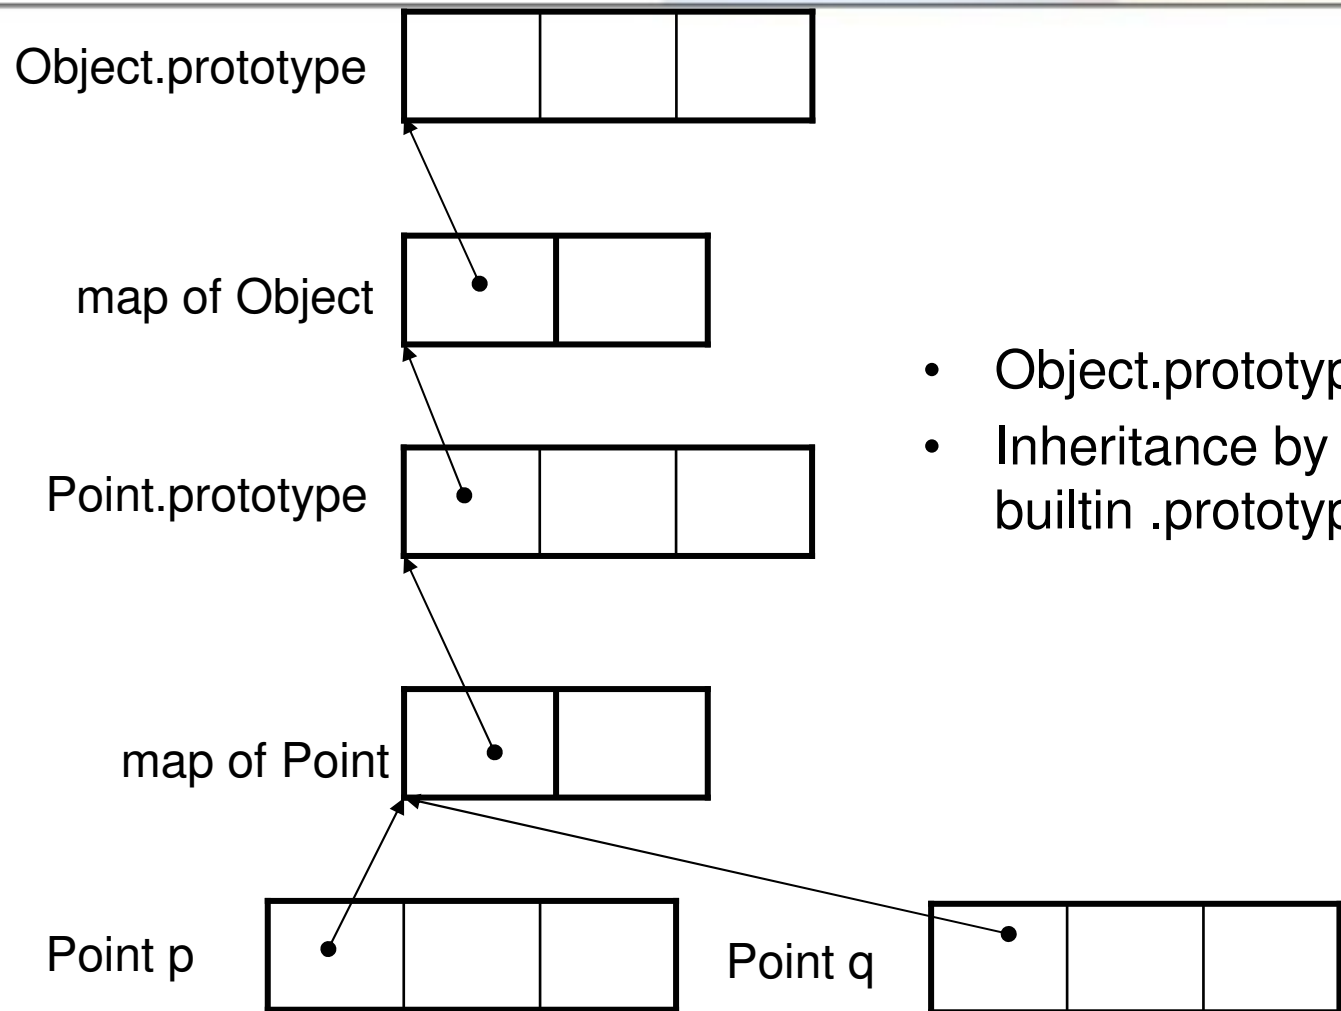 Object.prototype
map of Object
Point.prototype
map of Point
Point p
Point q
• Object.prototyp
• Inheritance by
builtin .prototyp